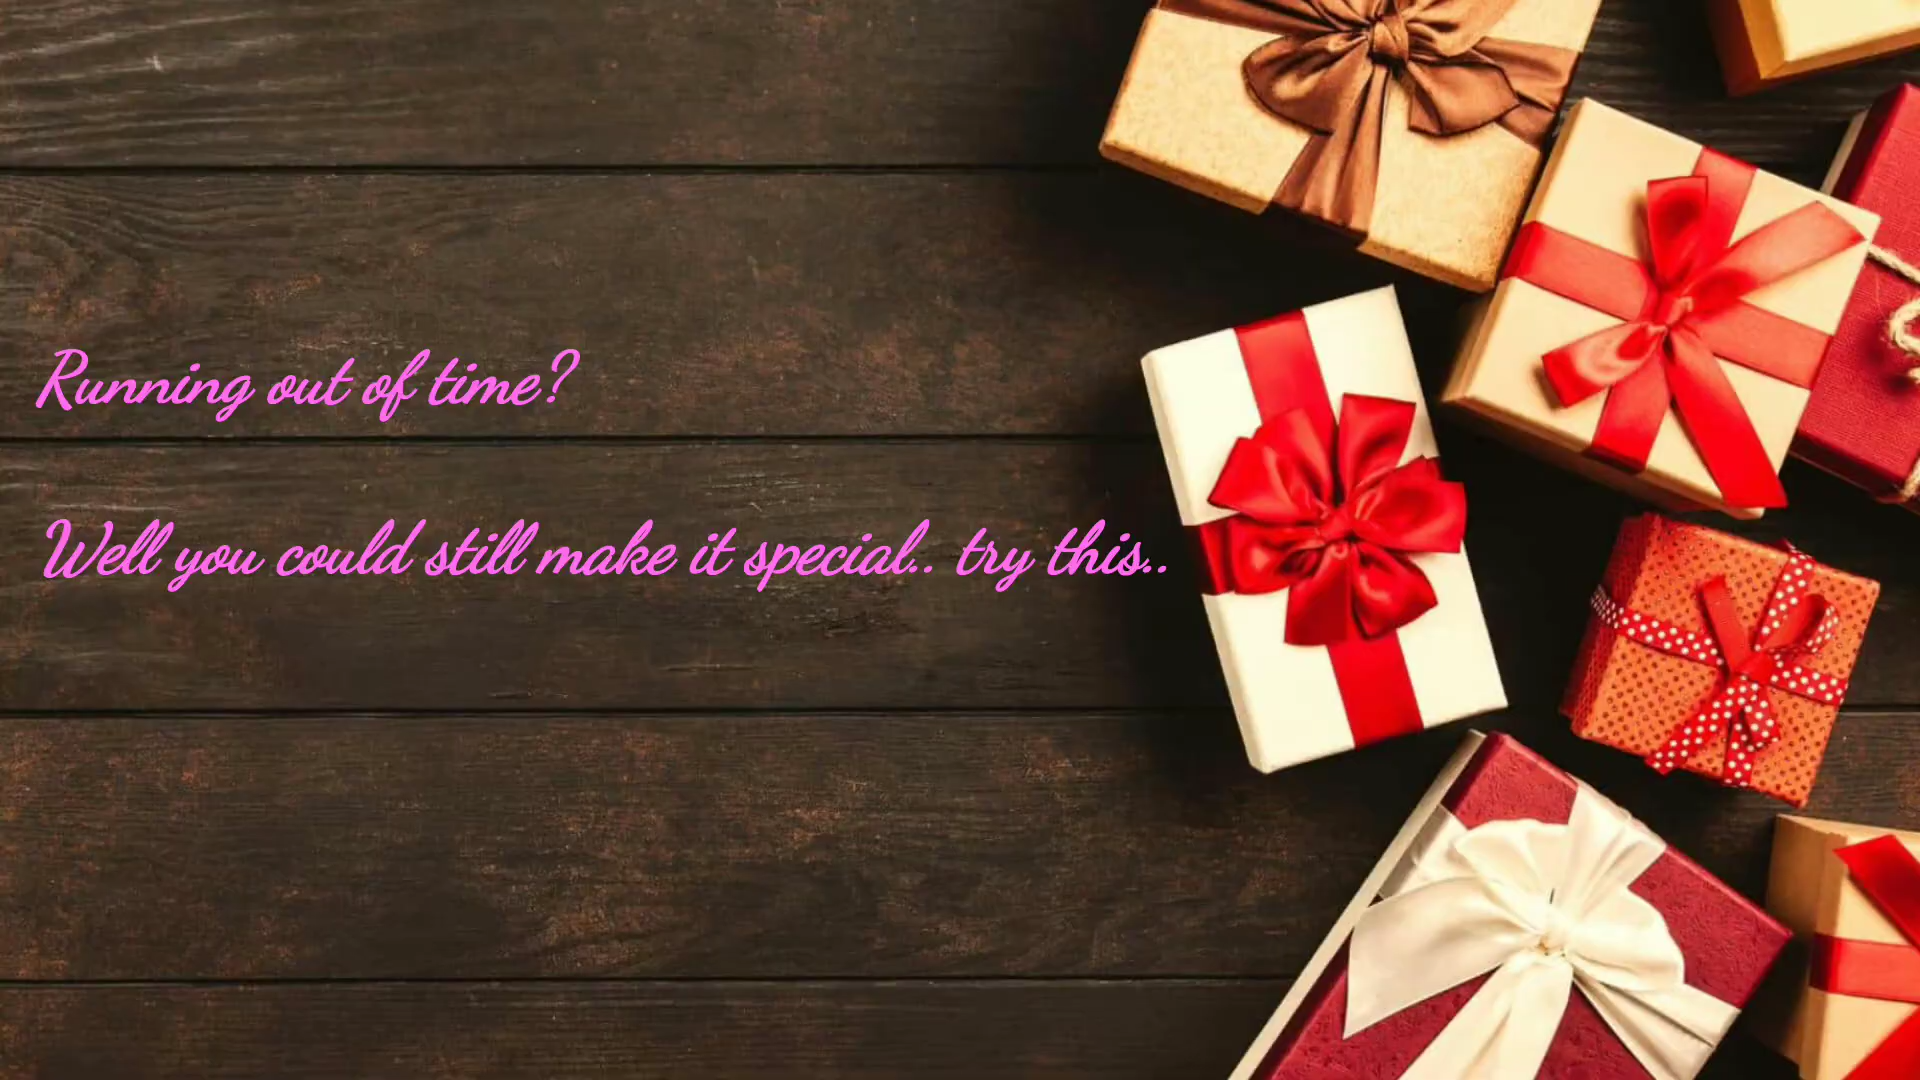 Running out of time?
Well you could still make it special.. try this..